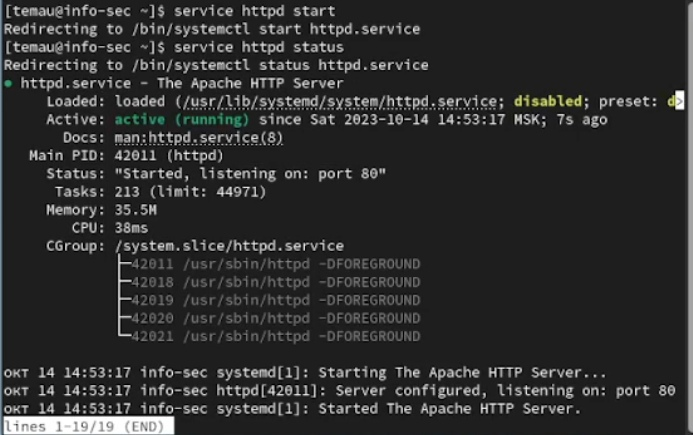 [temau@info-sec ~]$ service httpd start
Redirecting to /bin/systemctl start httpd.service
[temau@info-sec ~]$ service httpd status
Redirecting to /bin/systemctl status httpd.service
● httpd.service - The Apache HTTP Server
Loaded: loaded (/usr/lib/systemd/system/httpd.service; disabled; preset: d>
Active: active (running) since Sat 2023-10-14 14:53:17 MSK; 7s ago
Docs: man:httpd.service(8)
Main PID: 42011 (httpd)
Status: "Started, listening on: port 80"
Tasks: 213 (limit: 44971)
Memory: 35.5M
CPU: 38ms
CGroup: /system.slice/httpd.service
├─42011 /usr/sbin/httpd -DFOREGROUND
├─42018 /usr/sbin/httpd -DFOREGROUND
├─42019 /usr/sbin/httpd -DFOREGROUND
├─42020 /usr/sbin/httpd -DFOREGROUND
└─42021 /usr/sbin/httpd -DFOREGROUND
окт 14 14:53:17 info-sec systemd[1]: Starting The Apache HTTP Server...
окт 14 14:53:17 info-sec httpd[42011]: Server configured, listening on: port 80
окт 14 14:53:17 info-sec systemd[1]: Started The Apache HTTP Server.
lines 1-19/19 (END)